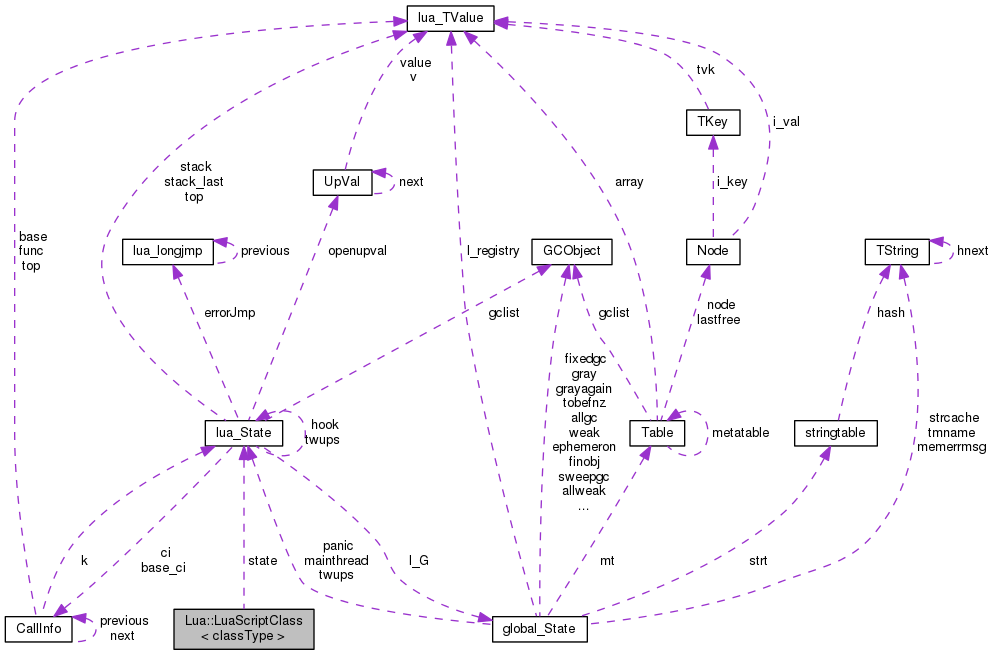 lua_TValue
value
v
tvk
TKey
i_val
stack
stack_last
top
UpVal
next
array
i_key
base
func
top
lua_longjmp
previous
openupval
l_registry
GCObject
Node
TString
hnext
errorJmp
gclist
gclist
node
lastfree
hash
fixedgc
gray
grayagain
tobefnz
allgc
weak
ephemeron
finobj
sweepgc
allweak
...
lua_State
hook
twups
Table
metatable
stringtable
strcache
tmname
memerrmsg
k
ci
base_ci
state
panic
mainthread
twups
l_G
mt
strt
CallInfo
previous
next
Lua::LuaScriptClass
< classType >
global_State